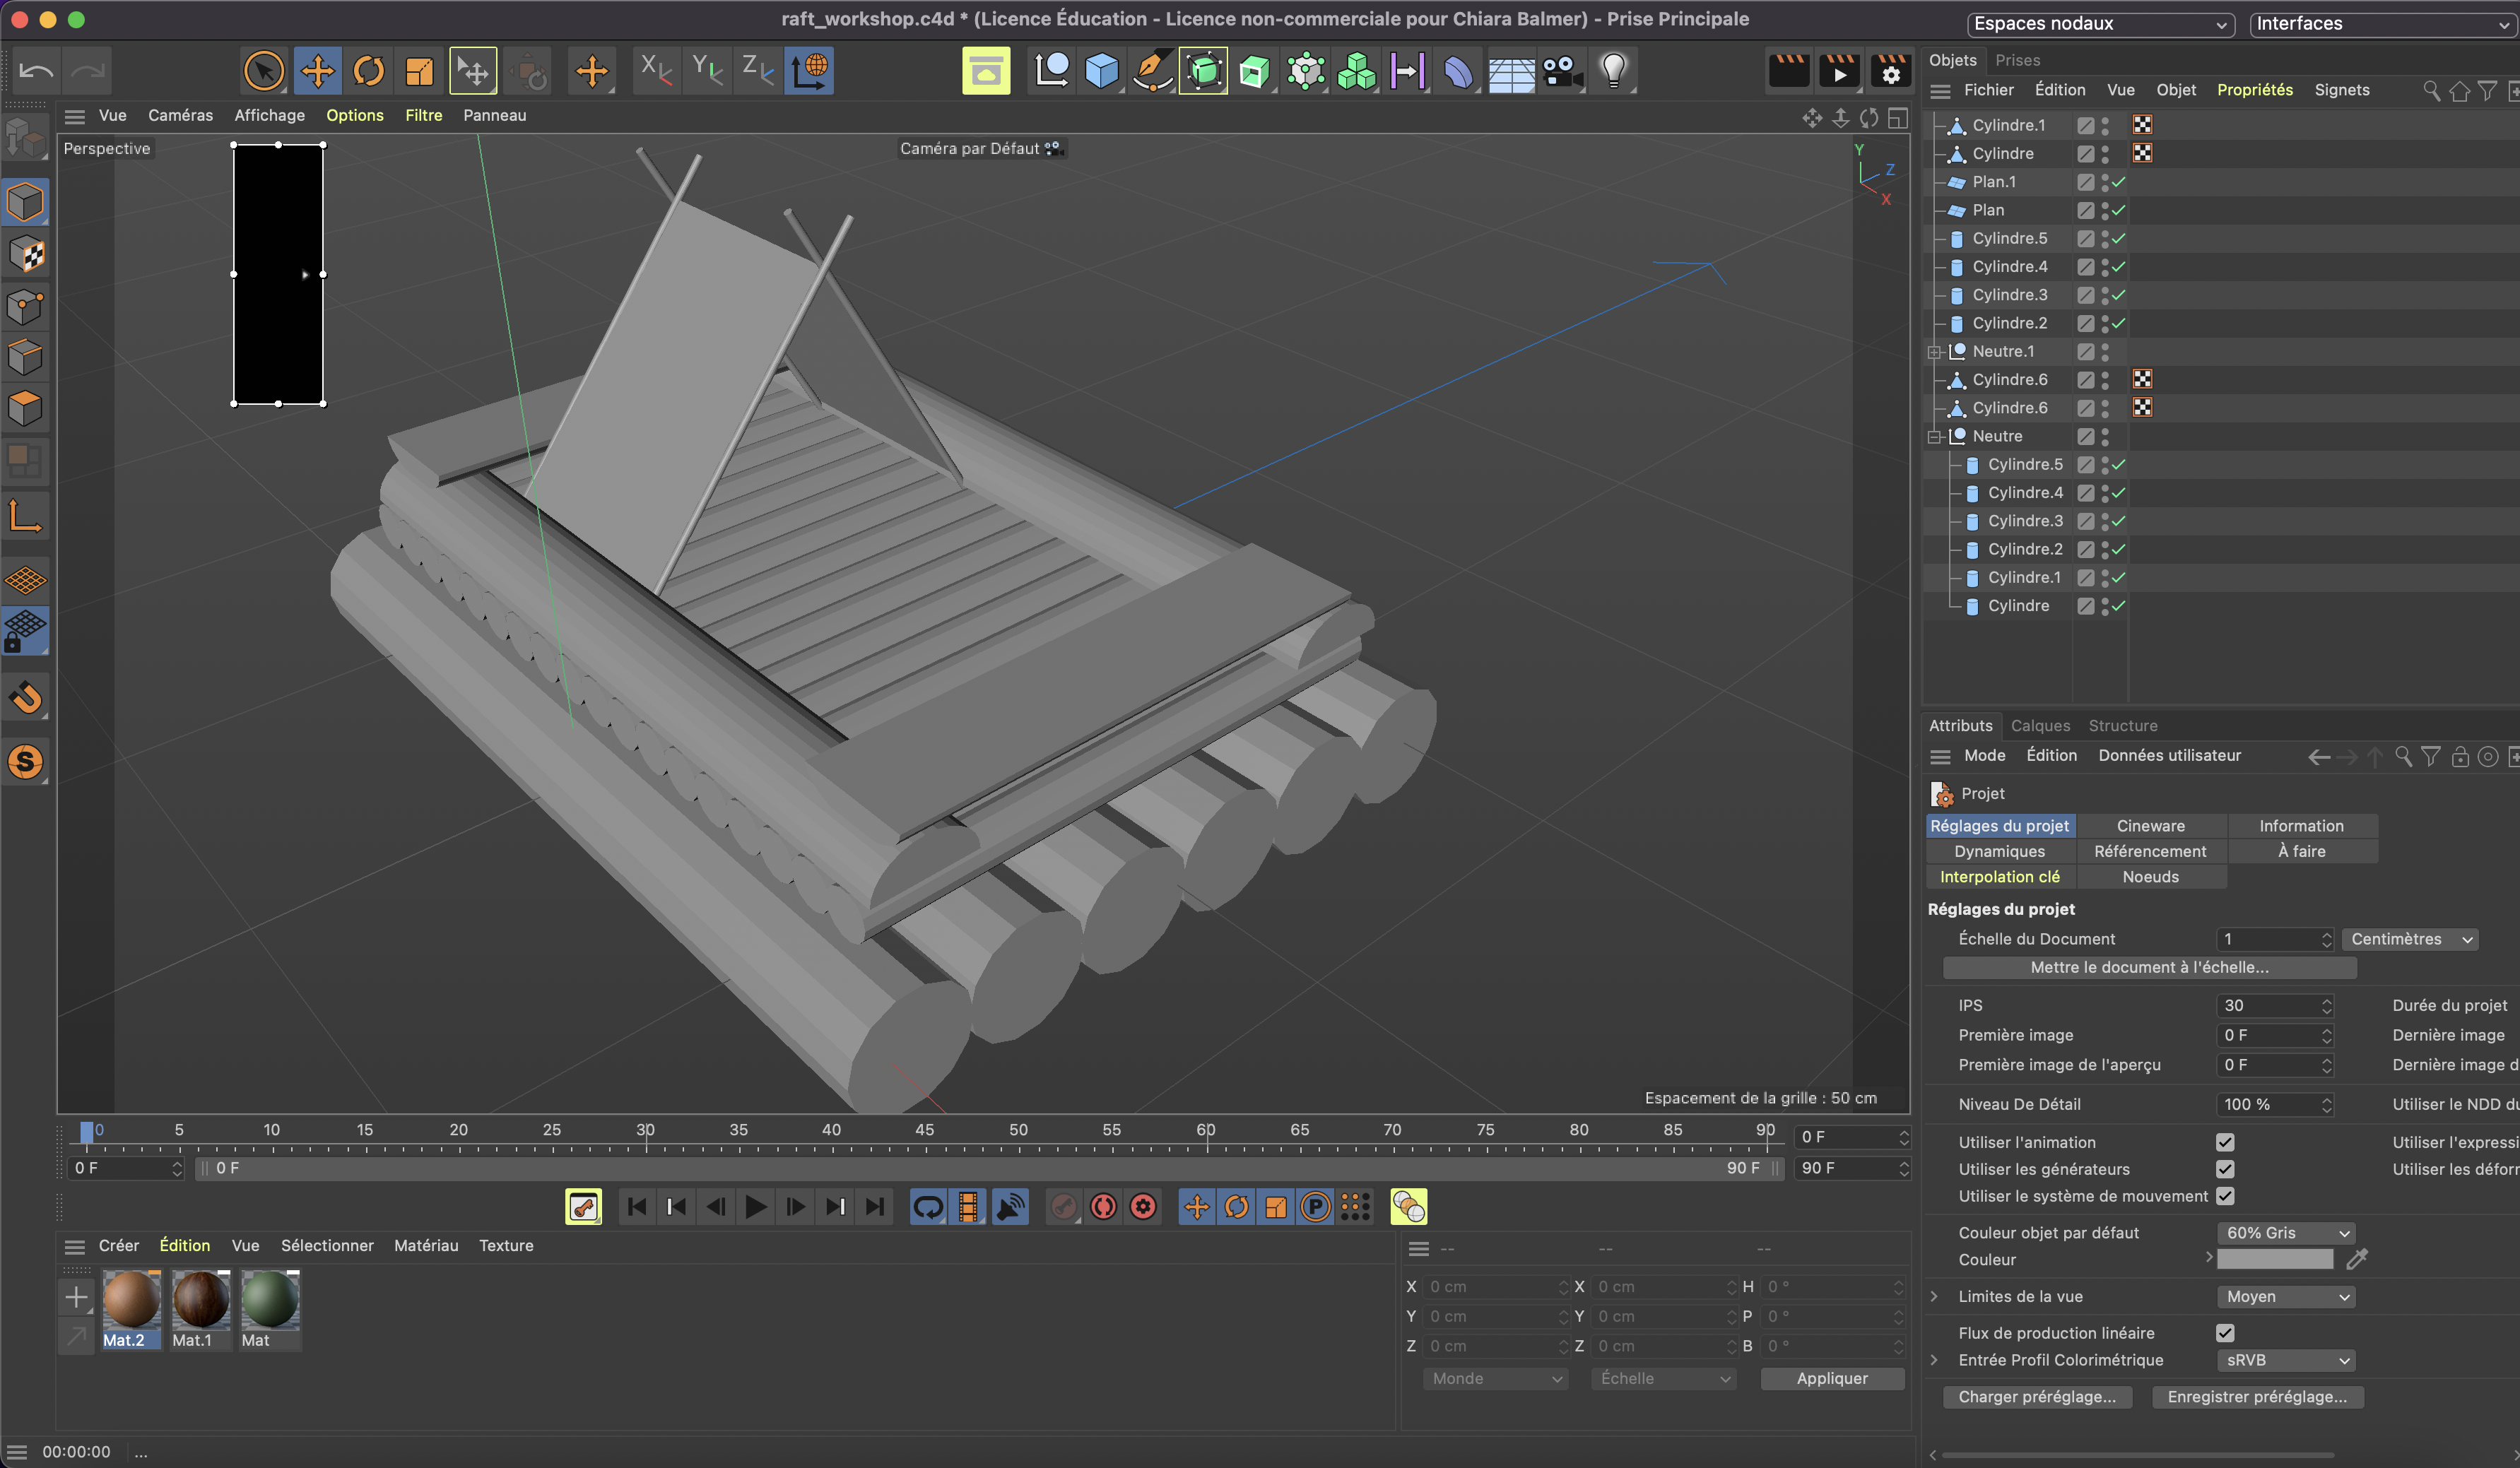 raft_workshop.c4d * (Licence Éducation - Licence non-commerciale pour Chiara Balmer) - Prise Principale
Espaces nodaux
Interfaces
X Y Z
Objets Prises
Fichier Édition Vue Objet Propriétés Signets
Vue Caméras Affichage Options Filtre Panneau
Perspective
Caméra par Défaut
Y
Z
X
Cylindre.1
Cylindre
Plan.1
Plan
Cylindre.5
Cylindre.4
Cylindre.3
Cylindre.2
Neutre.1
Cylindre.6
Cylindre.6
Neutre
Cylindre.5
Cylindre.4
Cylindre.3
Cylindre.2
Cylindre.1
Cylindre
S
Espacement de la grille : 50 cm
Attributs Calques Structure
Mode Édition Données utilisateur
Projet
Réglages du projet Cineware Information
Dynamiques Référencement À faire
Interpolation clé Noeuds
Réglages du projet
Échelle du Document 1 Centimètres
Mettre le document à l'échelle...
IPS 30 Durée du projet
Première image 0 F Dernière image
Première image de l'aperçu 0 F Dernière image d
Niveau De Détail 100 % Utiliser le NDD du
Utiliser l'animation Utiliser l'expressi
Utiliser les générateurs Utiliser les déform
Utiliser le système de mouvement
Couleur objet par défaut 60% Gris
Couleur
Limites de la vue Moyen
Flux de production linéaire
Entrée Profil Colorimétrique sRVB
Charger préréglage... Enregistrer préréglage...
0 5 10 15 20 25 30 35 40 45 50 55 60 65 70 75 80 85 90
0 F
0 F 0 F 90 F 90 F
P
Créer Édition Vue Sélectionner Matériau Texture
Mat.2 Mat.1 Mat
-- -- --
X 0 cm X 0 cm H 0 °
Y 0 cm Y 0 cm P 0 °
Z 0 cm Z 0 cm B 0 °
Monde Échelle Appliquer
00:00:00 ...